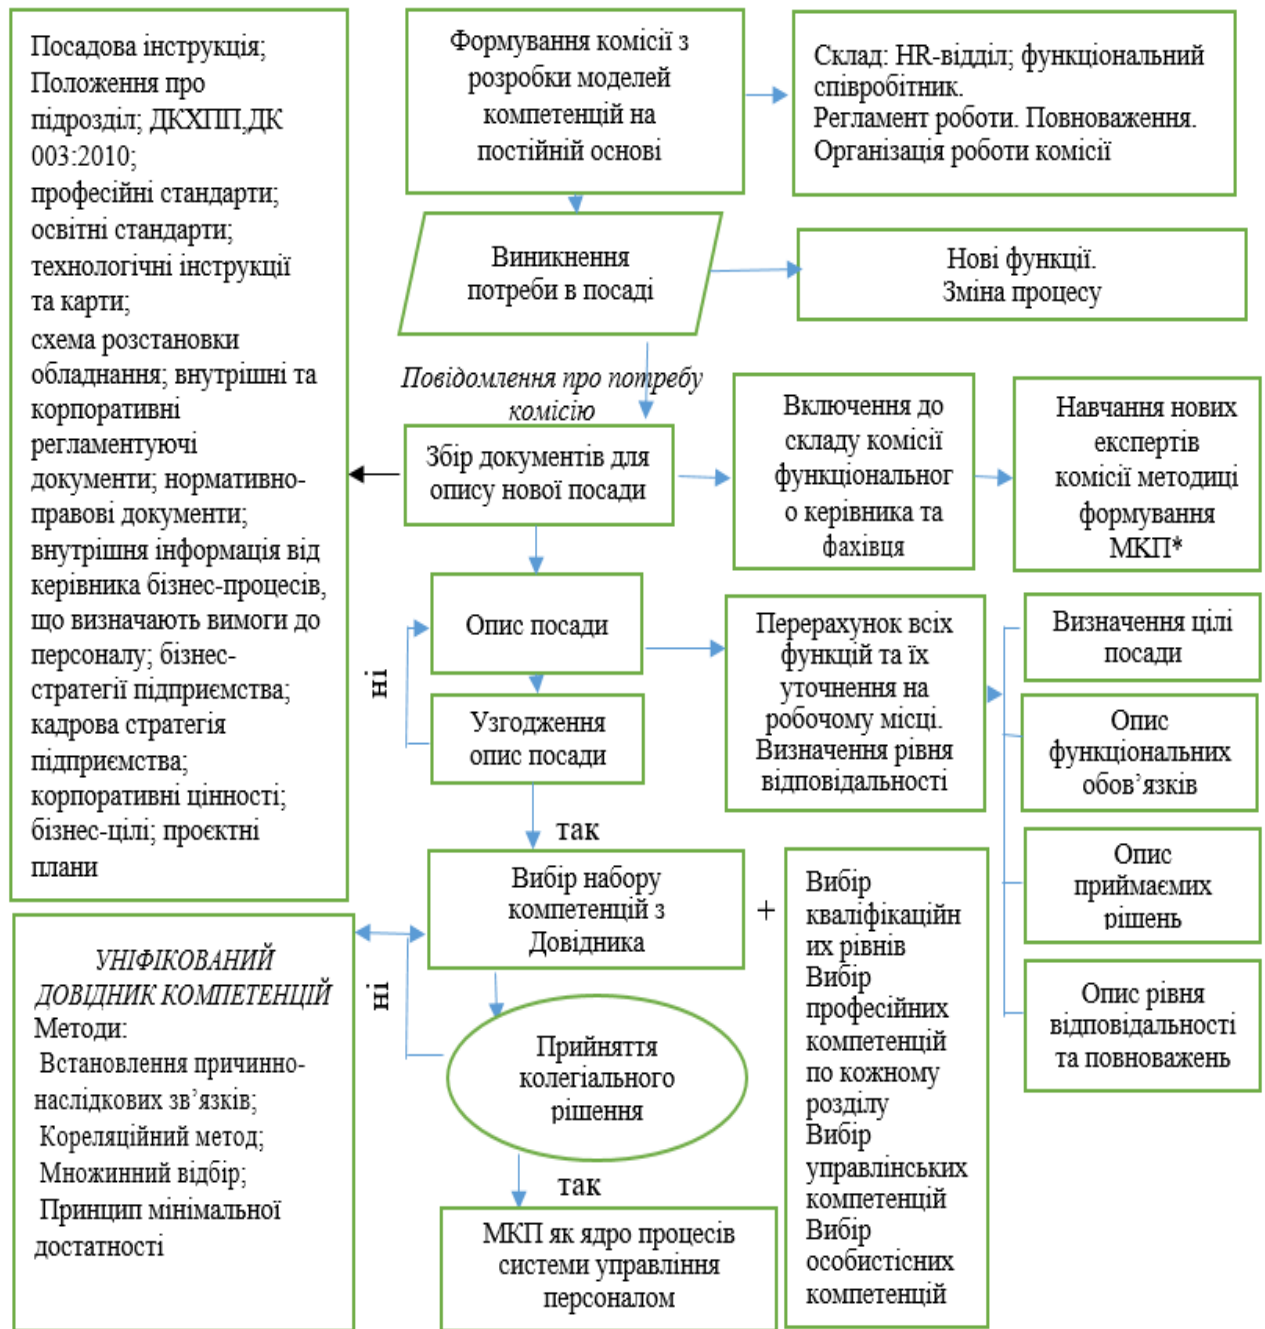 Посадова інструкція;
Положення про
підрозділ; ДКХПП,ДК
003:2010;
професійні стандарти;
освітні стандарти;
технологічні інструкції
та карти;
схема розстановки
обладнання; внутрішні та
корпоративні
регламентуючі
документи; нормативно-
правові документи;
внутрішня інформація від
керівника бізнес-процесів,
що визначають вимоги до
персоналу; бізнес-
стратегії підприємства;
кадрова стратегія
підприємства;
корпоративні цінності;
бізнес-цілі; проєктні
плани
Формування комісії з
розробки моделей
компетенцій на
постійній основі
Склад: HR-відділ; функціональний
співробітник.
Регламент роботи. Повноваження.
Організація роботи комісії
Виникнення
потреби в посаді
Нові функції.
Зміна процесу
Повідомлення про потребу
комісію
Збір документів для
опису нової посади
Включення до
складу комісії
функціональног
о керівника та
фахівця
Навчання нових
експертів
комісії методиці
формування
МКП*
Опис посади
ні
Узгодження
опис посади
Перерахунок всіх
функцій та їх
уточнення на
робочому місці.
Визначення рівня
відповідальності
Визначення цілі
посади
Опис
функціональних
обов’язків
Опис
приймаємих
рішень
Опис рівня
відповідальності
та повноважень
так
Вибір набору
компетенцій з
Довідника
+
Вибір
кваліфікаційн
их рівнів
Вибір
професійних
компетенцій
по кожному
розділу
Вибір
управлінських
компетенцій
Вибір
особистісних
компетенцій
УНІФІКОВАНИЙ
ДОВІДНИК КОМПЕТЕНЦІЙ
Методи:
Встановлення причинно-
наслідкових зв’язків;
Кореляційний метод;
Множинний відбір;
Принцип мінімальної
достатності
ні
Прийняття
колегіального
рішення
так
МКП як ядро процесів
системи управління
персоналом